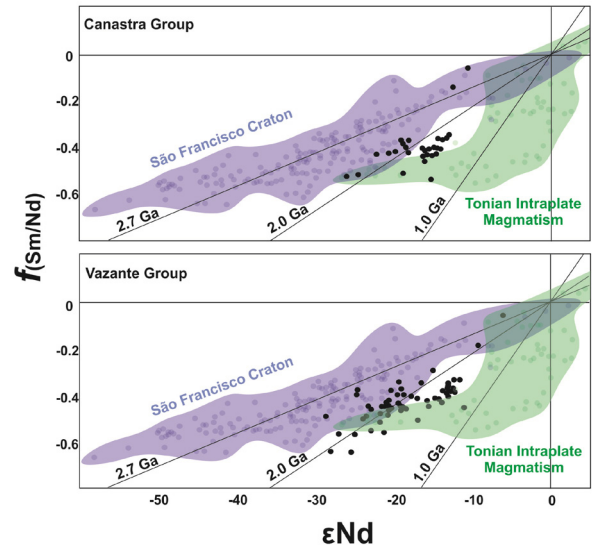 Canastra Group
0
-0.2
-0.4
-0.6
São Francisco Craton
2.7 Ga
2.0 Ga
1.0 Ga
Tonian Intraplate
Magmatism
f(Sm/Nd)
Vazante Group
0
-0.2
-0.4
-0.6
São Francisco Craton
2.7 Ga
2.0 Ga
1.0 Ga
Tonian Intraplate
Magmatism
-50
-40
-30
-20
-10
0
εNd